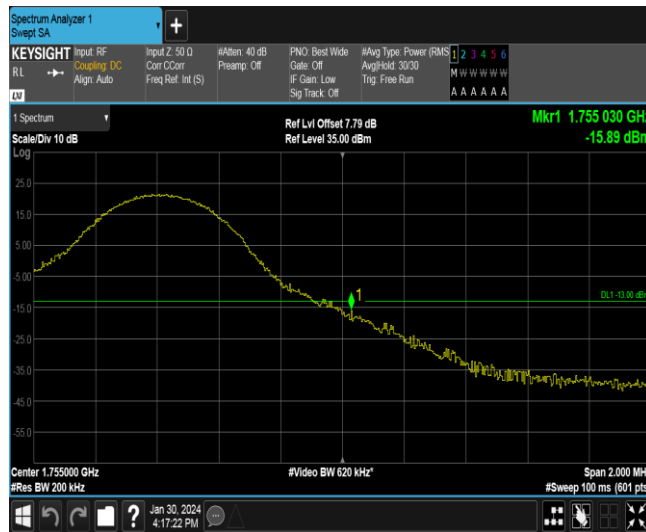 Spectrum Analyzer 1
Swept SA
+
KEYSIGHT
RL
LXI
Input: RF
Coupling: DC
Align: Auto
Input Z: 50 Ω
Corr CCorr
Freq Ref: Int (S)
#Atten: 40 dB
Preamp: Off
PNO: Best Wide
Gate: Off
IF Gain: Low
Sig Track: Off
#Avg Type: Power (RMS
Avg|Hold: 30/30
Trig: Free Run
1 2 3 4 5 6
M W W W W W
A A A A A A
1 Spectrum
Scale/Div 10 dB
Log
Ref Lvl Offset 7.79 dB
Ref Level 35.00 dBm
Mkr1 1.755 030 GHz
-15.89 dBm
25.0
15.0
5.00
-5.00
-15.0
-25.0
-35.0
-45.0
-55.0
1
DL1 -13.00 dBm
Center 1.755000 GHz
#Res BW 200 kHz
#Video BW 620 kHz*
Span 2.000 MH
#Sweep 100 ms (601 pts
?
Jan 30, 2024
4:17:22 PM